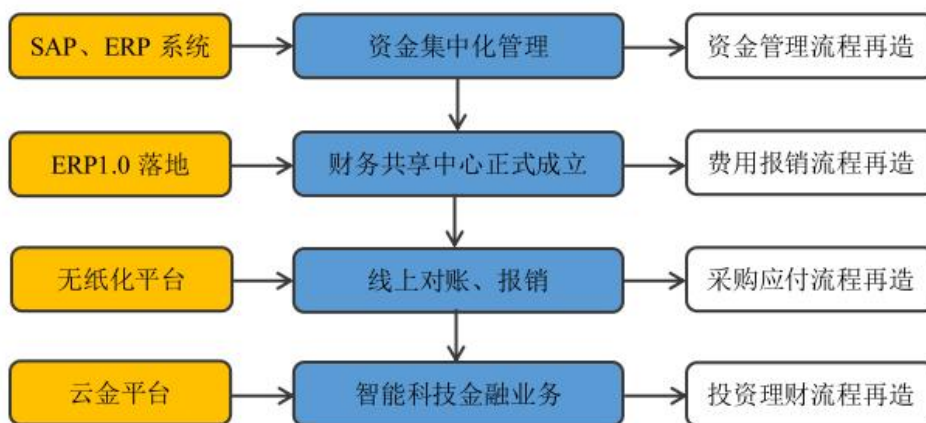 SAP、ERP 系统
资金集中化管理
资金管理流程再造
ERP1.0 落地
财务共享中心正式成立
费用报销流程再造
无纸化平台
线上对账、报销
采购应付流程再造
云金平台
智能科技金融业务
投资理财流程再造